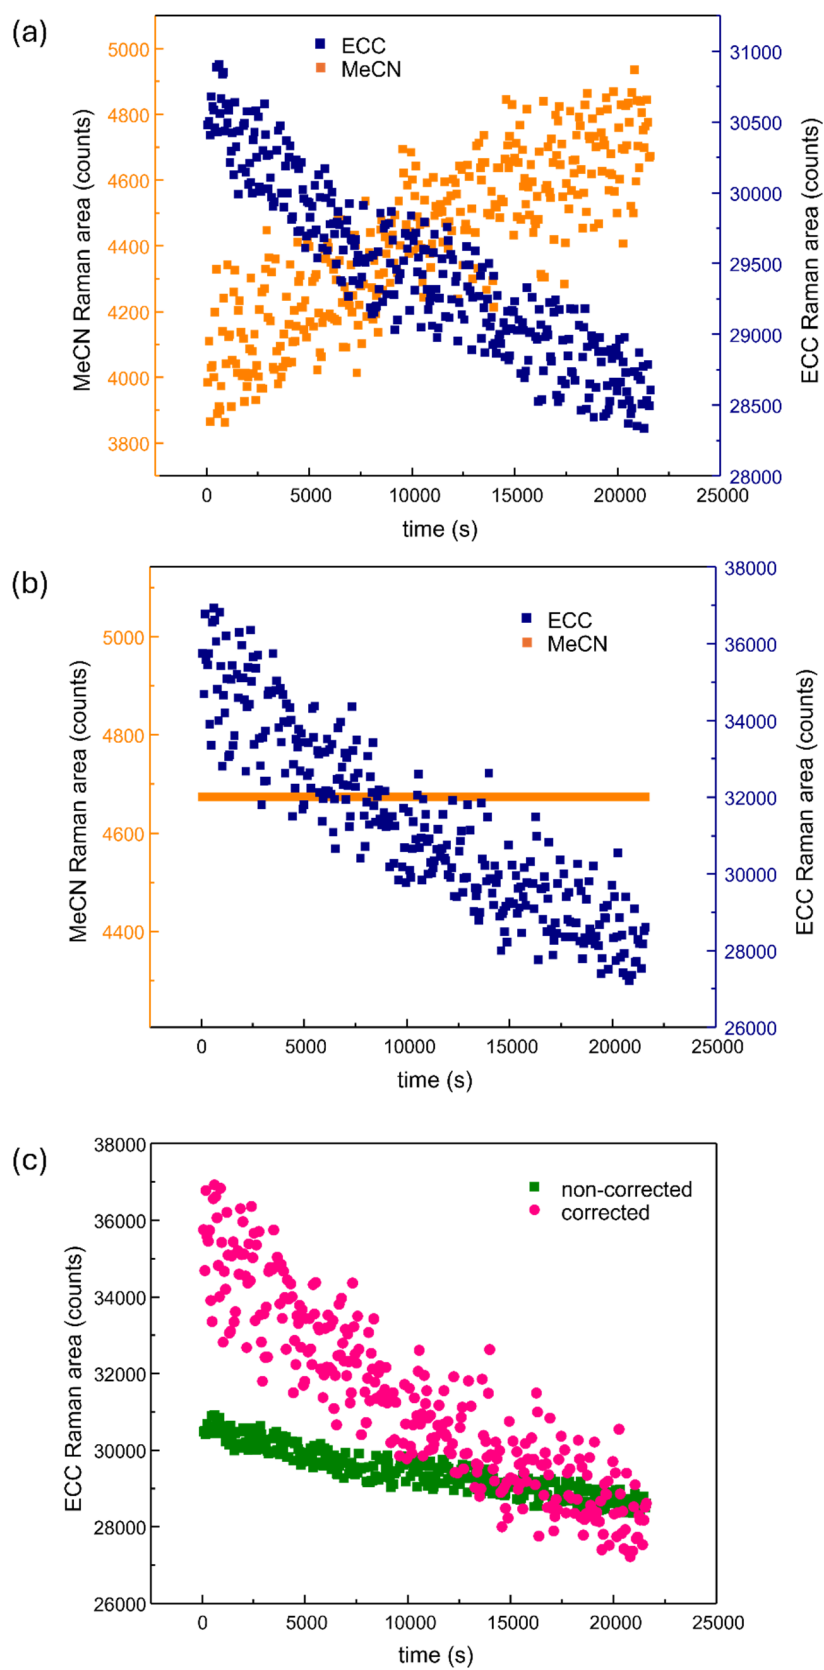 (a)
ECC
MeCN
MeCN Raman area (counts)
5000
4800
4600
4400
4200
4000
3800
31000
30500
30000
29500
29000
28500
28000
ECC Raman area (counts)
0 5000 10000 15000 20000 25000
time (s)
(b)
ECC
MeCN
MeCN Raman area (counts)
5000
4800
4600
4400
38000
36000
34000
32000
30000
28000
26000
ECC Raman area (counts)
0 5000 10000 15000 20000 25000
time (s)
(c)
non-corrected
corrected
ECC Raman area (counts)
38000
36000
34000
32000
30000
28000
26000
0 5000 10000 15000 20000 25000
time (s)